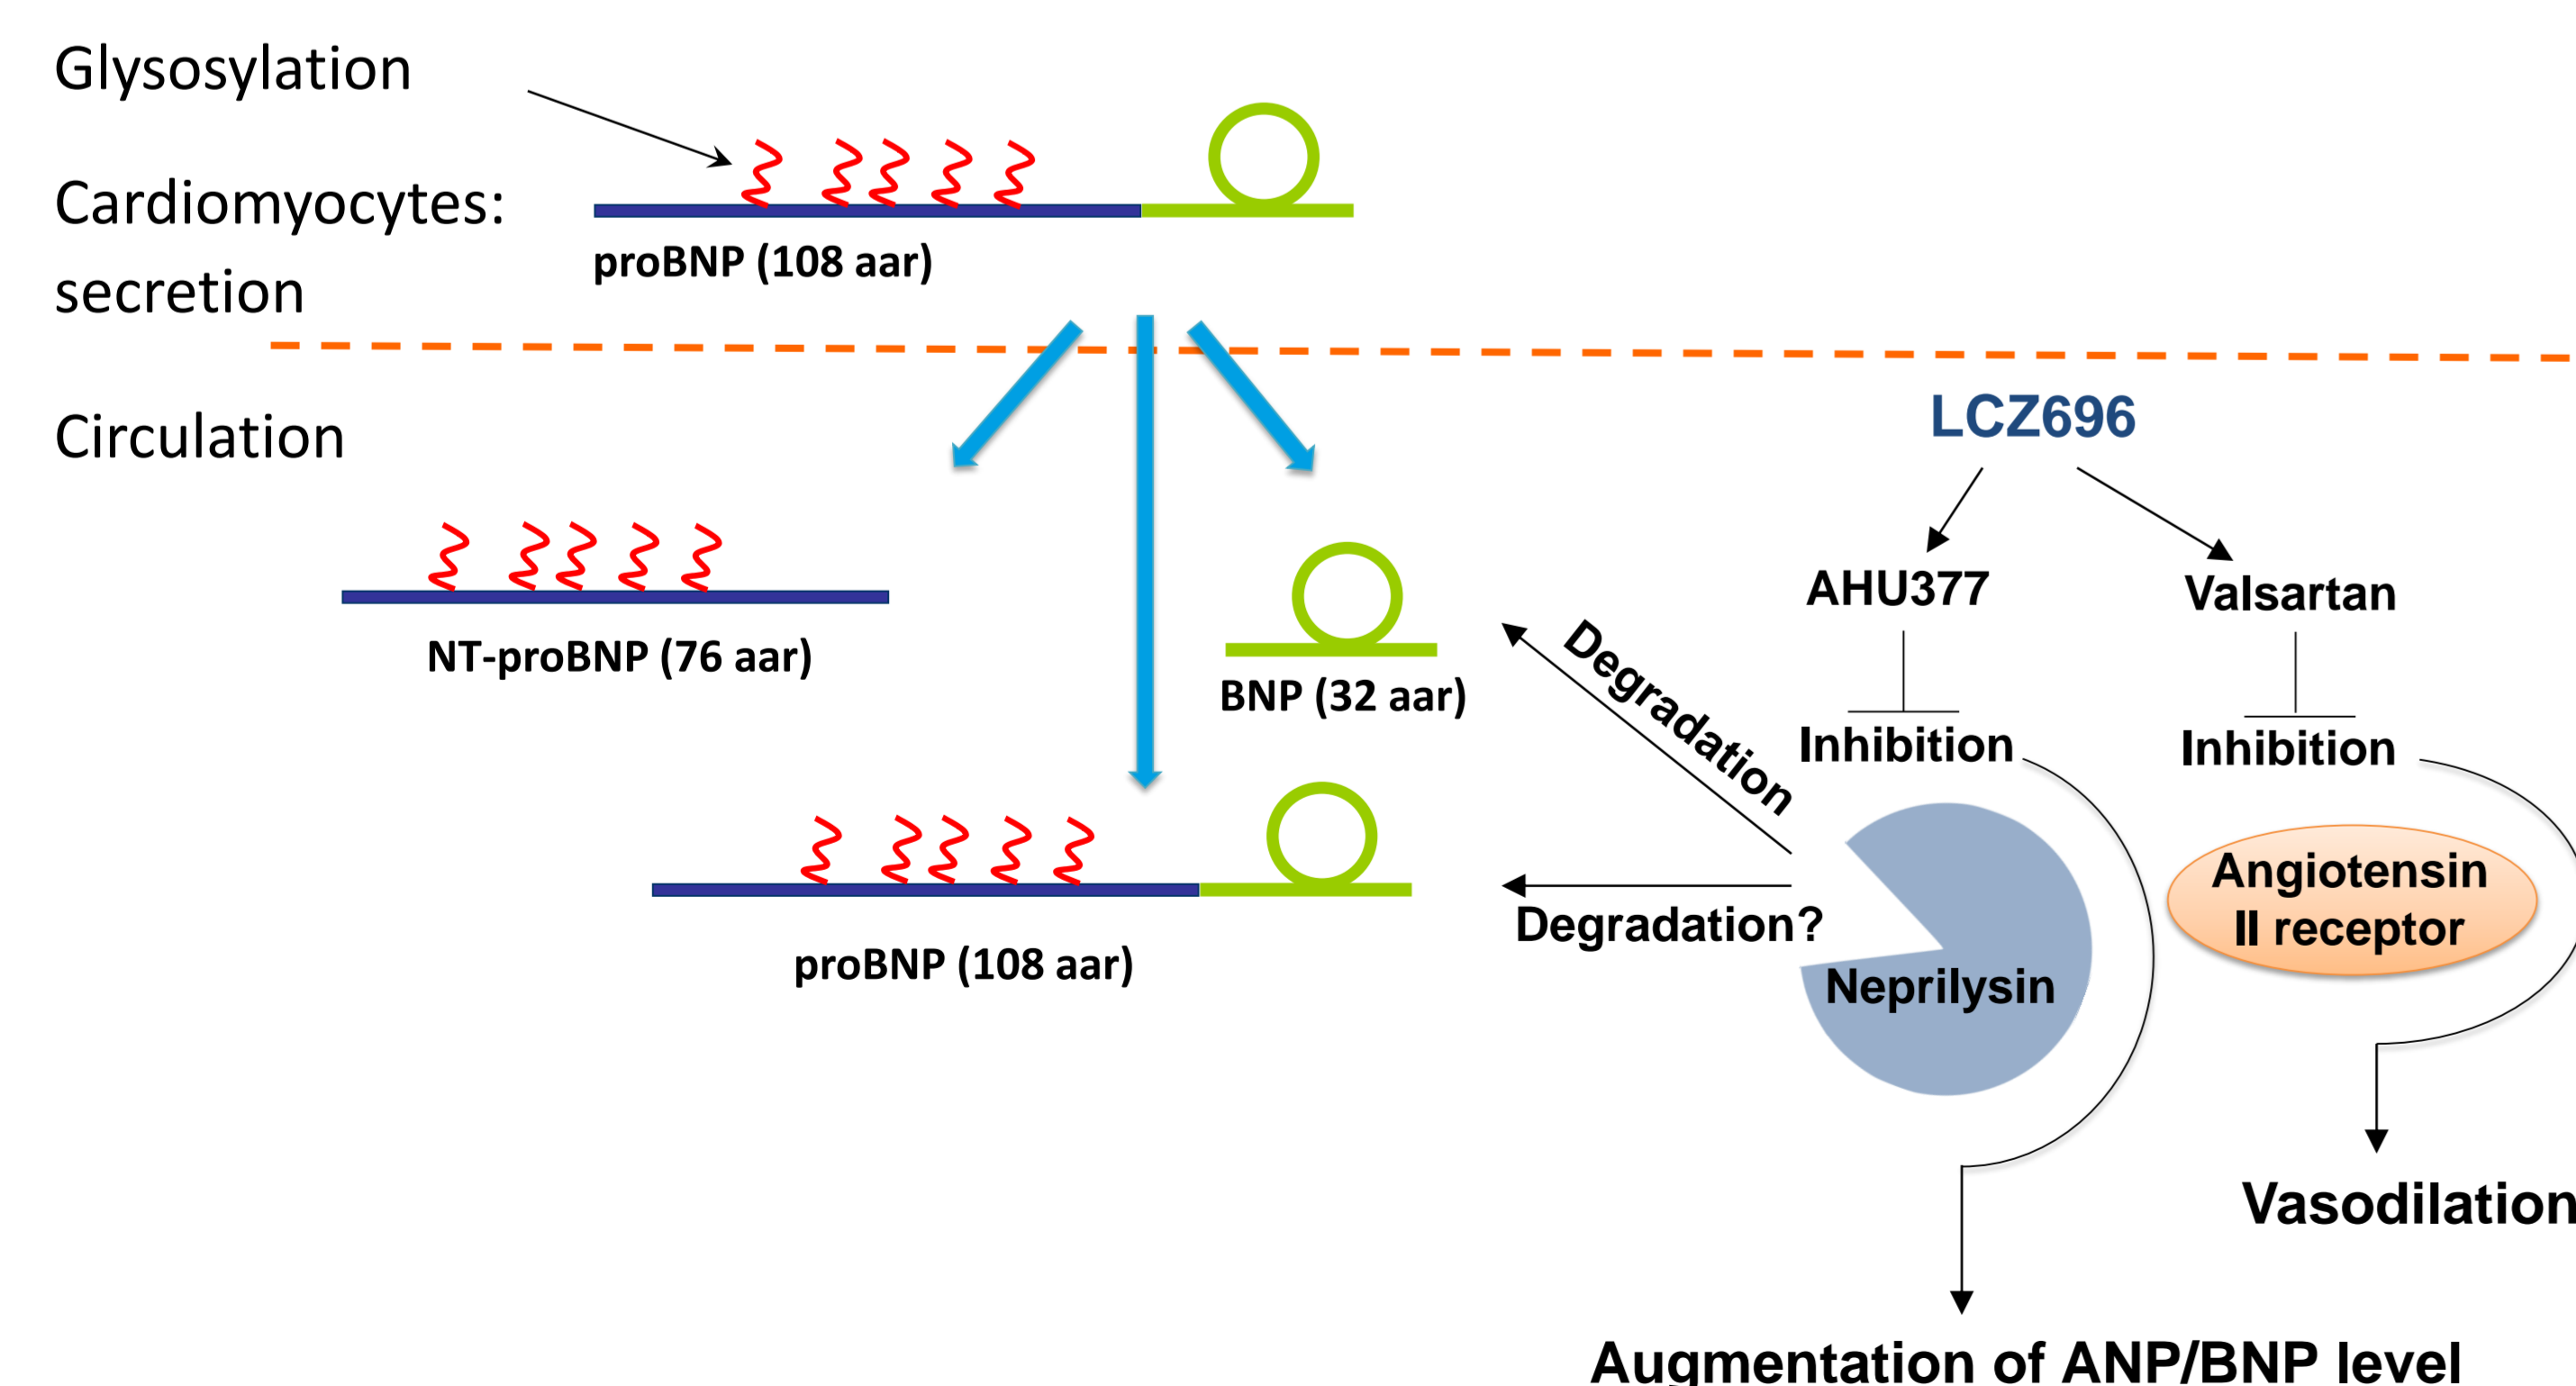 Glysosylation
Cardiomyocytes:
secretion
proBNP (108 aar)
Circulation
NT-proBNP (76 aar)
BNP (32 aar)
proBNP (108 aar)
LCZ696
AHU377
Valsartan
Inhibition
Inhibition
Degradation
Degradation?
Neprilysin
Angiotensin
II receptor
Vasodilation
Augmentation of ANP/BNP level